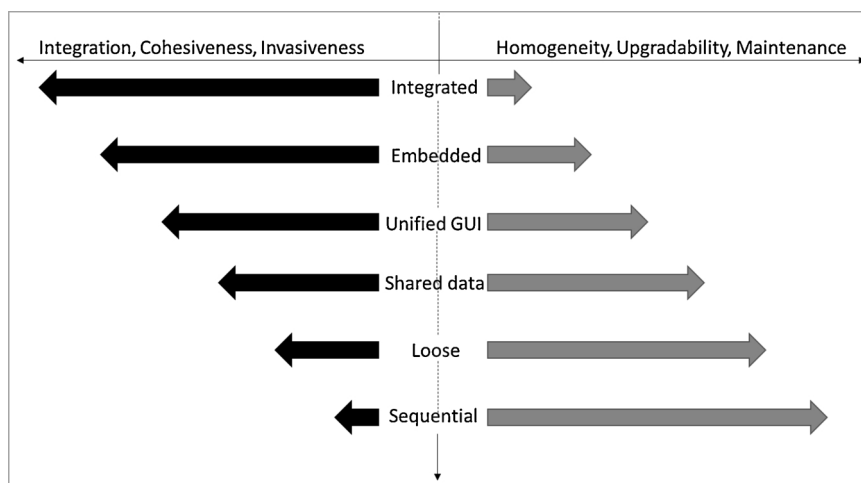 Integration, Cohesiveness, Invasiveness
Homogeneity, Upgradability, Maintenance
Integrated
Embedded
Unified GUI
Shared data
Loose
Sequential